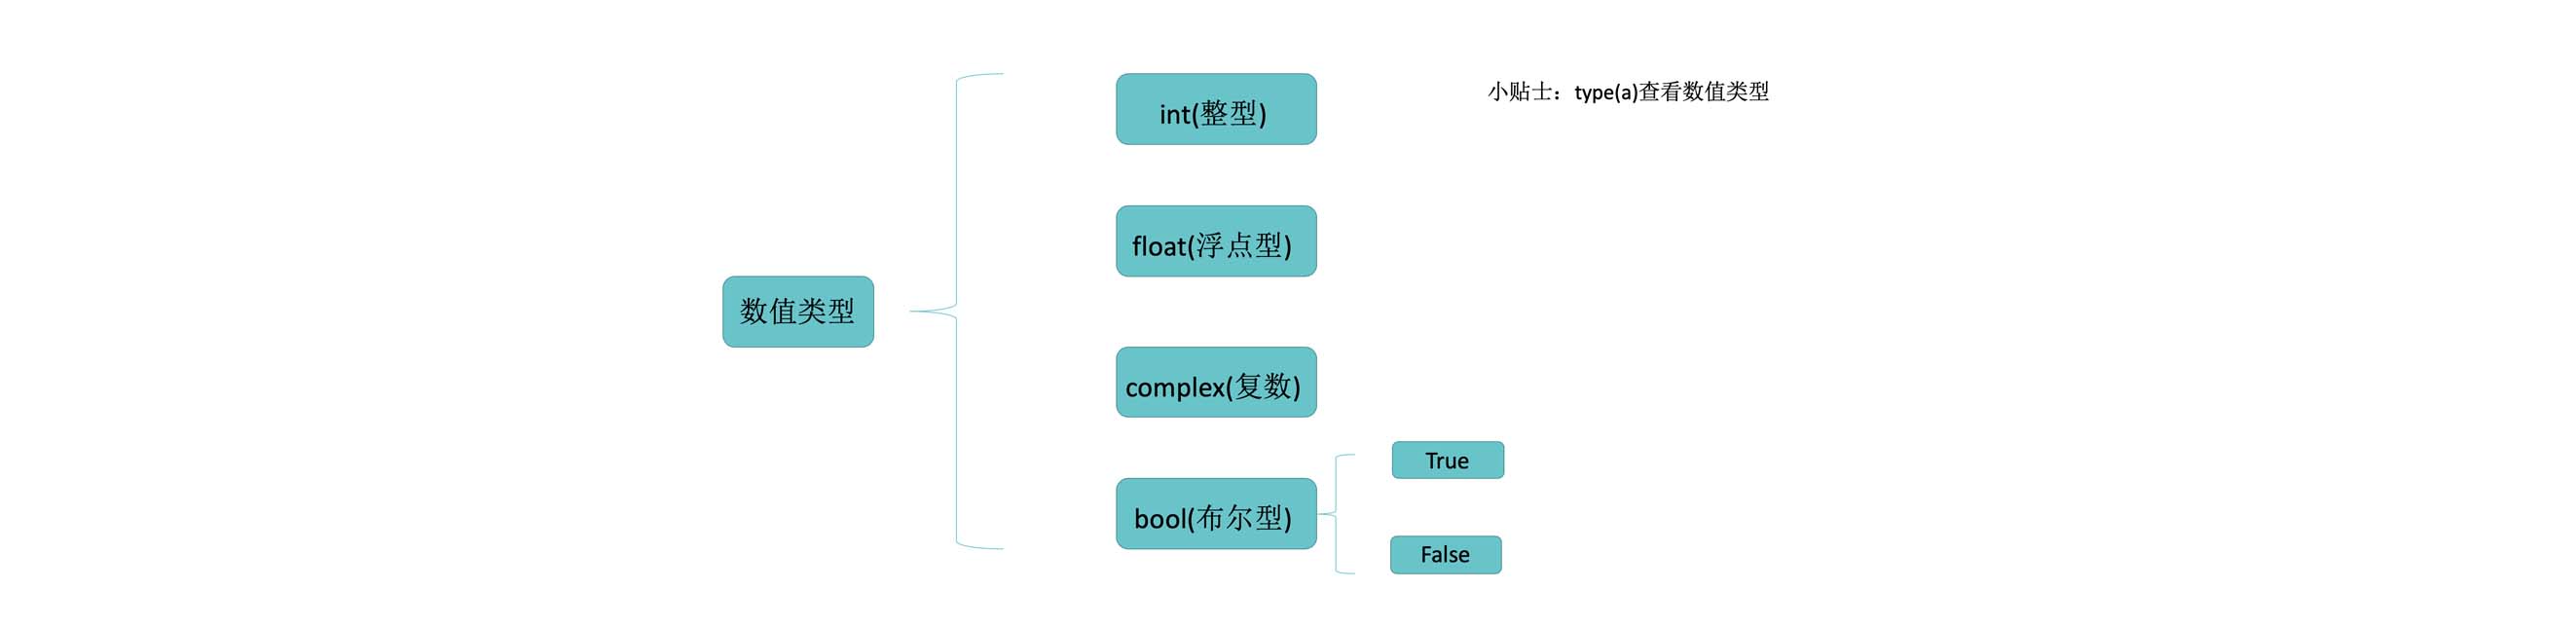 数值类型
int(整型)
小贴士：type(a)查看数值类型
float(浮点型)
complex(复数)
bool(布尔型)
True
False